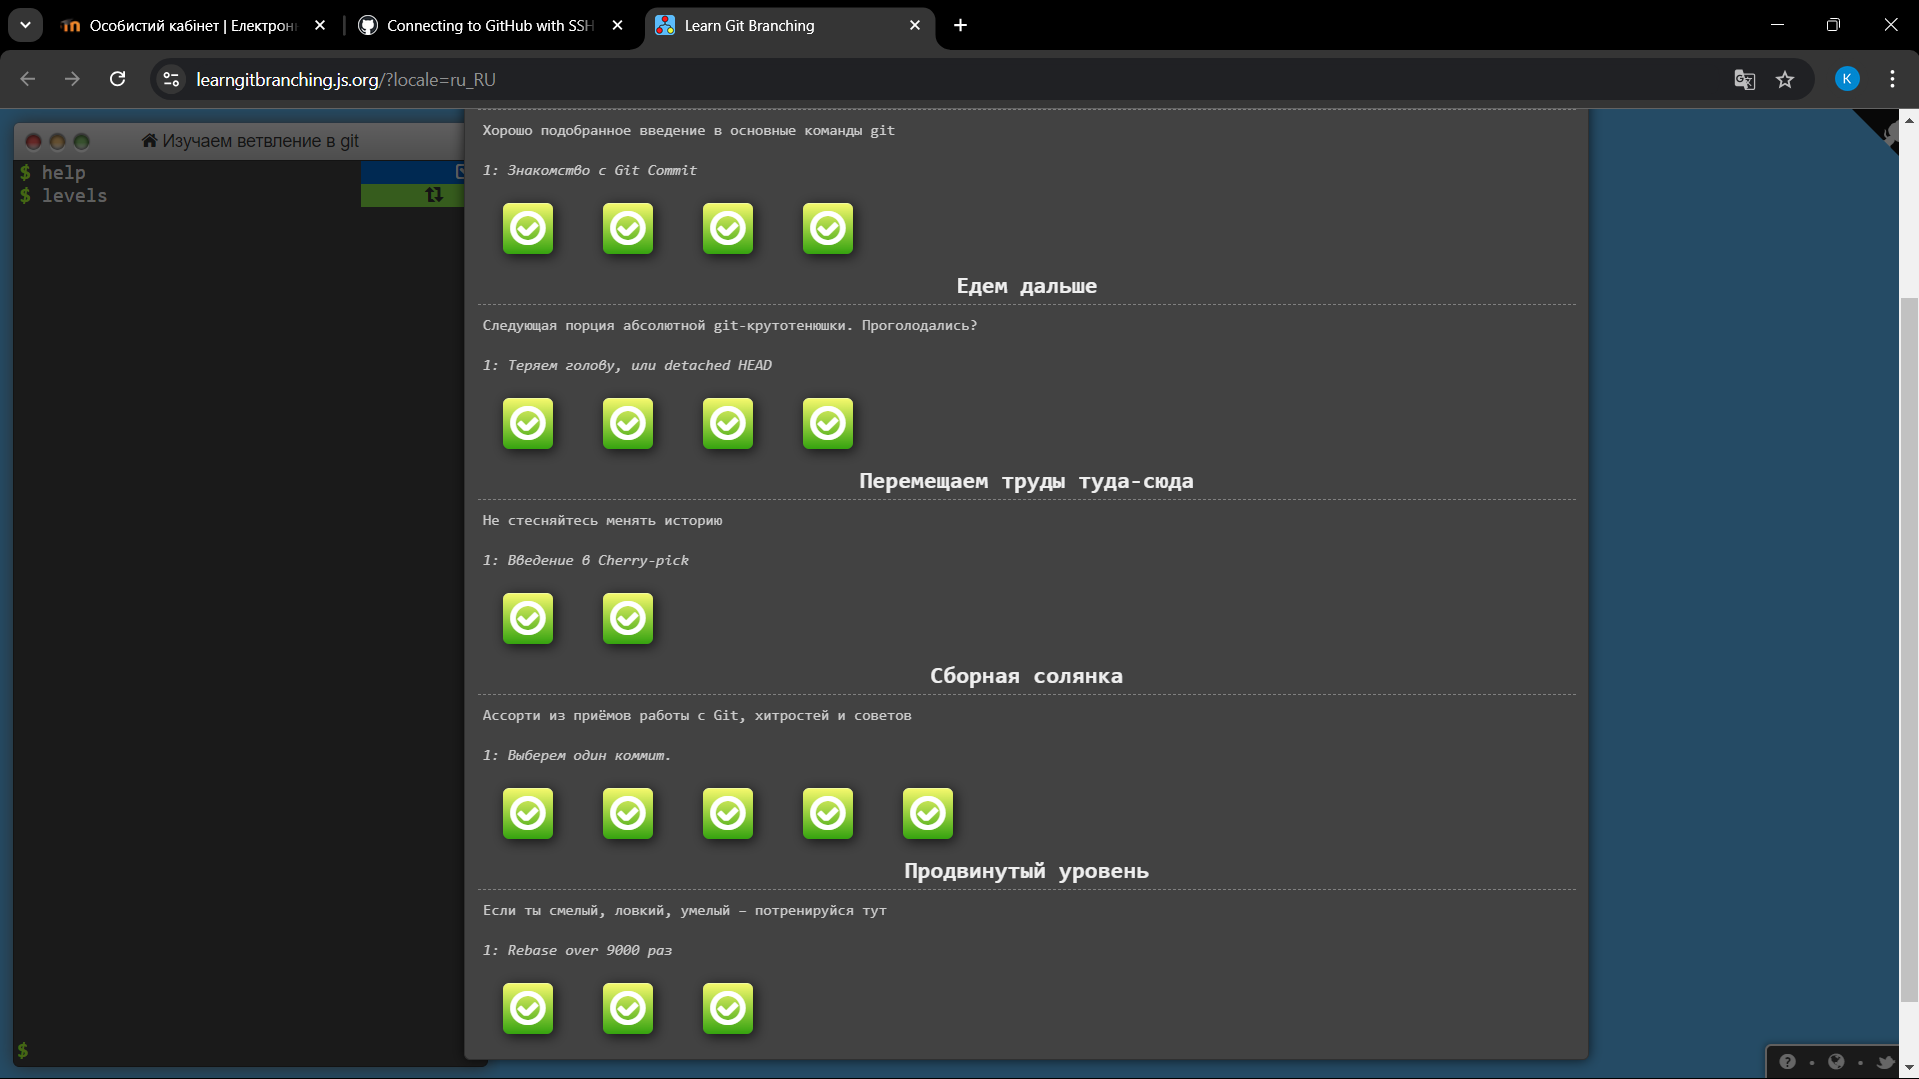 Особистий кабінет | Електрон
Connecting to GitHub with SSH
Learn Git Branching
learngitbranching.js.org/?locale=ru_RU
K
Изучаем ветвление в git
$ help
$ levels
$
Хорошо подобранное введение в основные команды git
1: Знакомство с Git Commit
Едем дальше
Следующая порция абсолютной git-крутотенюшки. Проголодались?
1: Теряем голову, или detached HEAD
Перемещаем труды туда-сюда
Не стесняйтесь менять историю
1: Введение в Cherry-pick
Сборная солянка
Ассорти из приёмов работы с Git, хитростей и советов
1: Выберем один коммит.
Продвинутый уровень
Если ты смелый, ловкий, умелый – потренируйся тут
1: Rebase over 9000 раз